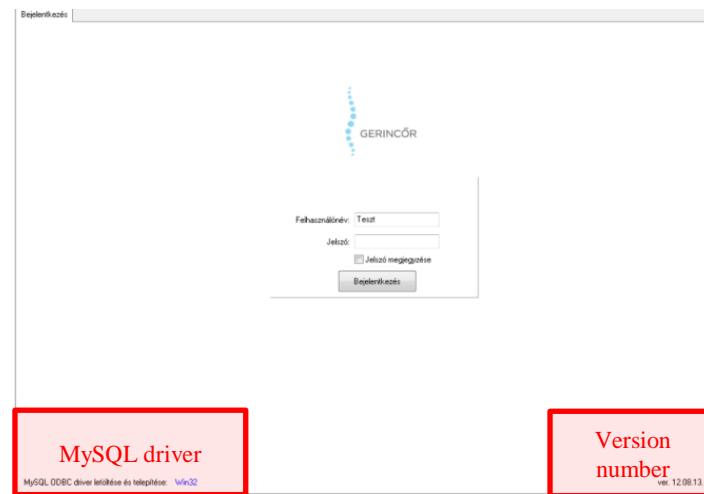 Bejelentkezés
GERINCŐR
Felhasználónév: Teszt
Jelszó:
Jelszó megjegyzése
Bejelentkezés
MySQL driver
Version
number
MySQL ODBC driver letöltése és telepítése: Win32
ver. 12.08.13.